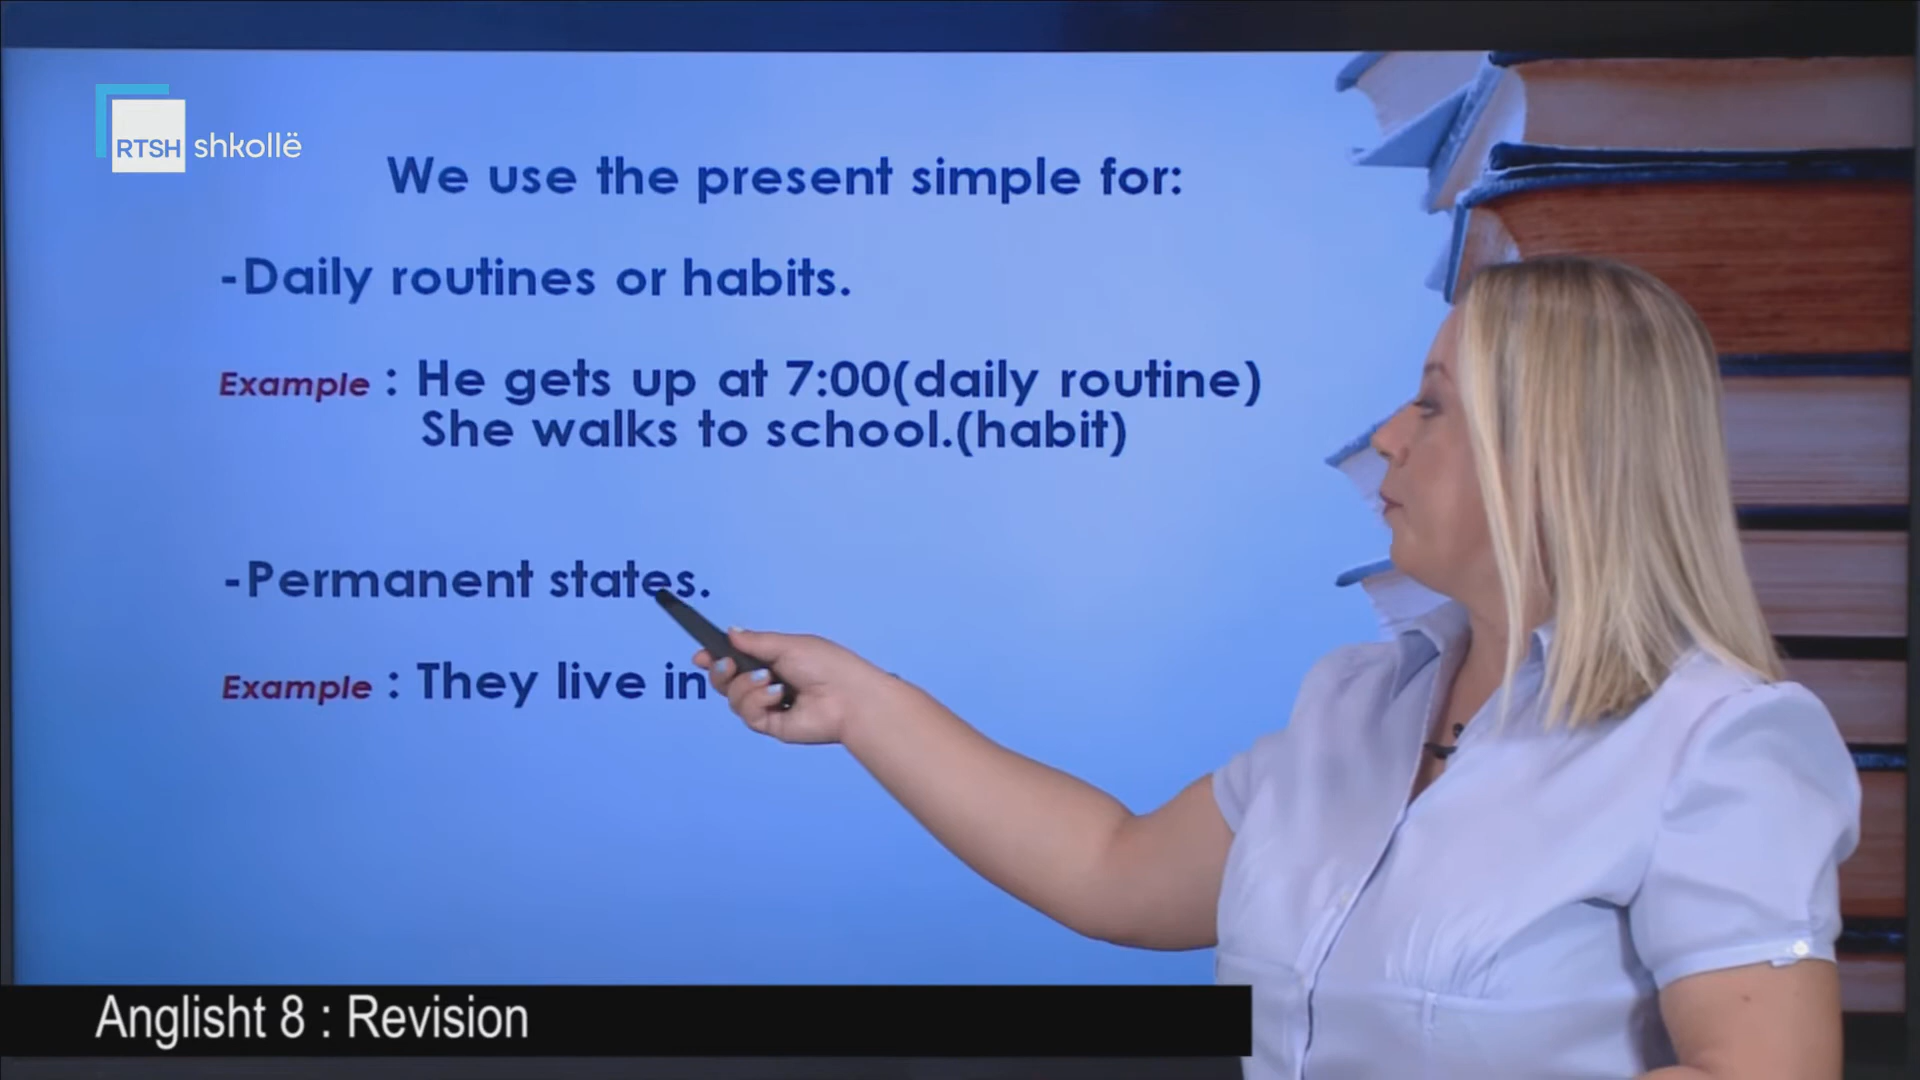 RTSH shkollë
We use the present simple for:
-Daily routines or habits.
Example : He gets up at 7:00(daily routine)
She walks to school.(habit)
-Permanent states.
Example : They live in
Anglisht 8 : Revision